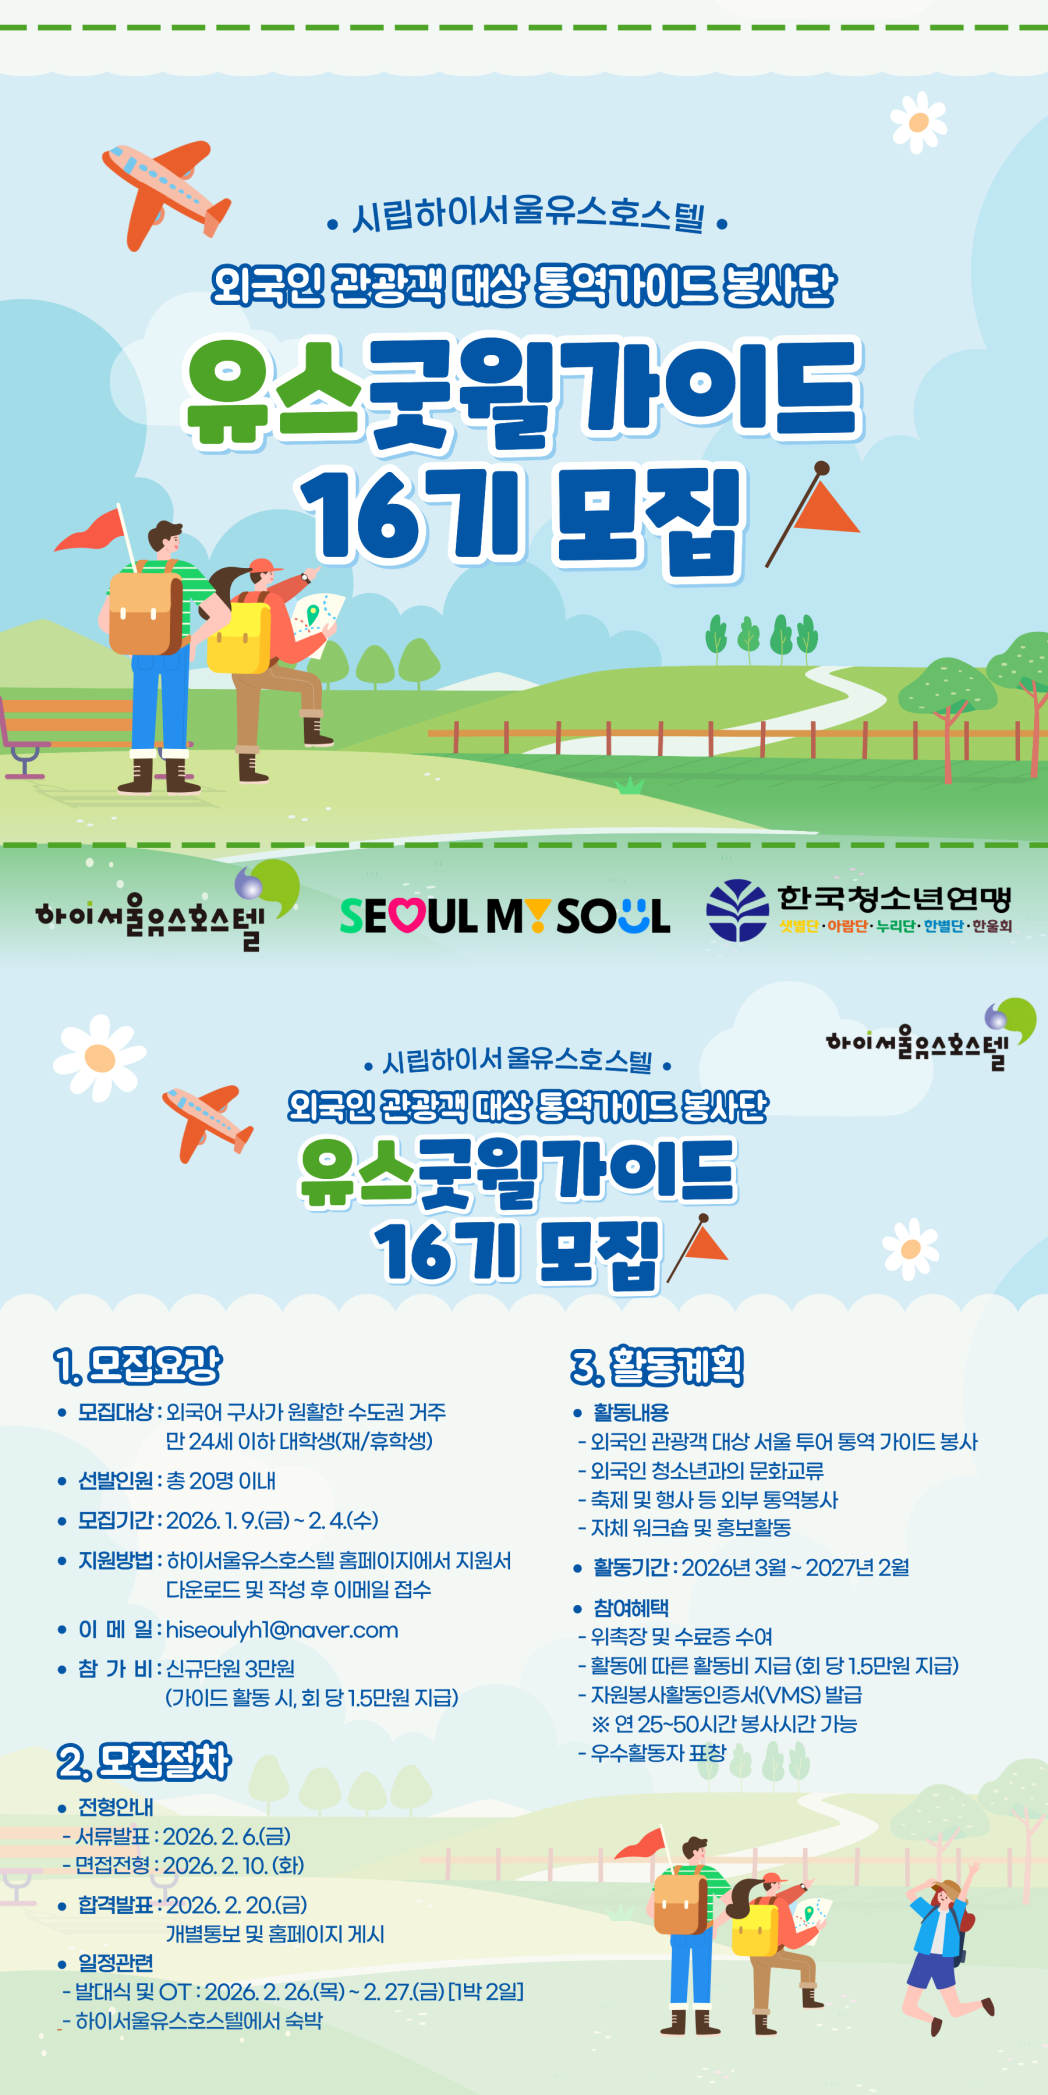 시립하이서울유스호스텔
외국인 관광객 대상 통역가이드 봉사단
유스굿윌가이드
16기 모집
하이서울유스호스텔
SEOUL MY SOUL
한국청소년연맹
샛별단·아람단·누리단·한별단·한울회
하이서울유스호스텔
시립하이서울유스호스텔
외국인 관광객 대상 통역가이드 봉사단
유스굿윌가이드
16기 모집
1. 모집요강
• 모집대상 : 외국어 구사가 원활한 수도권 거주
만 24세 이하 대학생(재/휴학생)
• 선발인원 : 총 20명 이내
• 모집기간 : 2026. 1. 9.(금) ~ 2. 4.(수)
• 지원방법 : 하이서울유스호스텔 홈페이지에서 지원서
다운로드 및 작성 후 이메일 접수
• 이 메 일 : hiseoulyh1@naver.com
• 참 가 비 : 신규단원 3만원
(가이드 활동 시, 회 당 1.5만원 지급)
2. 모집절차
• 전형안내
- 서류발표 : 2026. 2. 6.(금)
- 면접전형 : 2026. 2. 10. (화)
• 합격발표 : 2026. 2. 20.(금)
개별통보 및 홈페이지 게시
• 일정관련
- 발대식 및 OT : 2026. 2. 26.(목) ~ 2. 27.(금) [1박 2일]
- 하이서울유스호스텔에서 숙박
3. 활동계획
• 활동내용
- 외국인 관광객 대상 서울 투어 통역 가이드 봉사
- 외국인 청소년과의 문화교류
- 축제 및 행사 등 외부 통역봉사
- 자체 워크숍 및 홍보활동
• 활동기간 : 2026년 3월 ~ 2027년 2월
• 참여혜택
- 위촉장 및 수료증 수여
- 활동에 따른 활동비 지급 (회 당 1.5만원 지급)
- 자원봉사활동인증서(VMS) 발급
※ 연 25~50시간 봉사시간 가능
- 우수활동자 표창